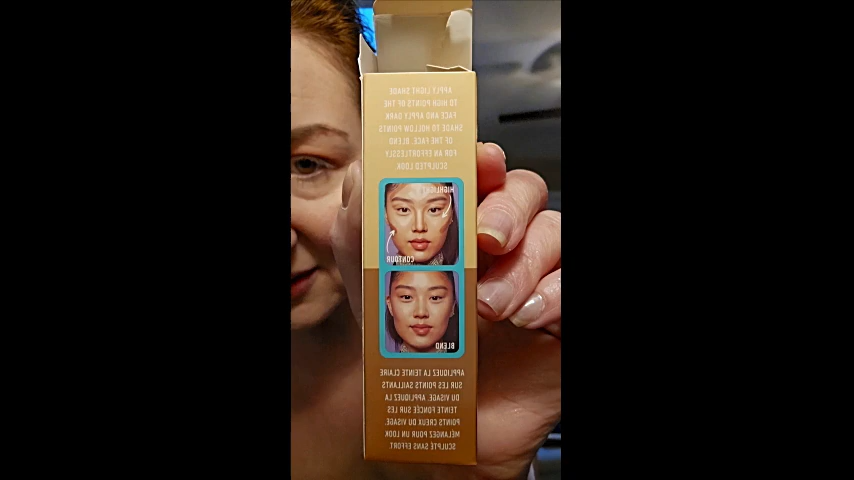 APPLY LIGHT SHADE
TO HIGH POINTS OF THE
FACE AND APPLY DARK
SHADE TO HOLLOW POINTS
OF THE FACE. BLEND
FOR AN EFFORTLESSLY
SCULPTED LOOK.
HIGHLIGHT
CONTOUR
BLEND
APPLIQUEZ LA TEINTE CLAIRE
SUR LES POINTS SAILLANTS
DU VISAGE. APPLIQUEZ LA
TEINTE FONCÉE SUR LES
POINTS CREUX DU VISAGE.
MÉLANGEZ POUR UN LOOK
SCULPTÉ SANS EFFORT.